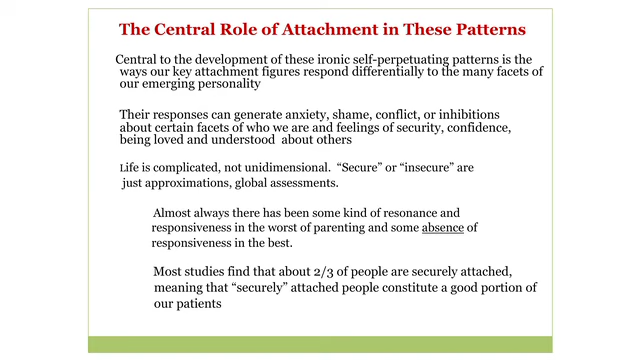 The Central Role of Attachment in These Patterns
Central to the development of these ironic self-perpetuating patterns is the
ways our key attachment figures respond differentially to the many facets of
our emerging personality
Their responses can generate anxiety, shame, conflict, or inhibitions
about certain facets of who we are and feelings of security, confidence,
being loved and understood about others
Life is complicated, not unidimensional. “Secure” or “insecure” are
just approximations, global assessments.
Almost always there has been some kind of resonance and
responsiveness in the worst of parenting and some absence of
responsiveness in the best.
Most studies find that about 2/3 of people are securely attached,
meaning that “securely” attached people constitute a good portion of
our patients